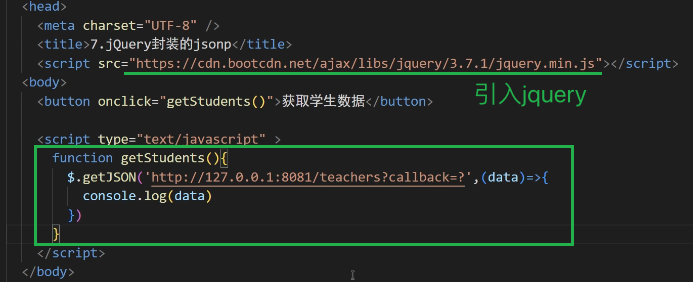 <head>
<meta charset="UTF-8" />
<title>7.jQuery封装的jsonp</title>
<script src="https://cdn.bootcdn.net/ajax/libs/jquery/3.7.1/jquery.min.js"></script>
<body>
引入jquery
<button onclick="getStudents()">获取学生数据</button>
<script type="text/javascript" >
function getStudents(){
$.getJSON('http://127.0.0.1:8081/teachers?callback=?',(data)=>{
console.log(data)
})
}
</script>
</body>